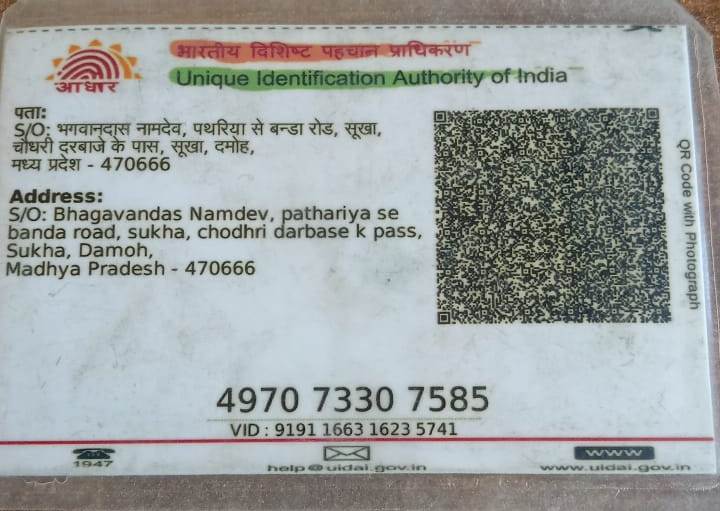 भारतीय विशिष्ट पहचान प्राधिकरण
Unique Identification Authority of India
आधार
पता:
S/O: भगवानदास नामदेव, पथरिया से बन्डा रोड, सूखा,
चौधरी दरबाजे के पास, सूखा, दमोह,
मध्य प्रदेश - 470666
Address:
S/O: Bhagavandas Namdev, pathariya se
banda road, sukha, chodhri darbase k pass,
Sukha, Damoh,
Madhya Pradesh - 470666
QR Code with Photograph
4970 7330 7585
VID : 9191 1663 1623 5741
1947
help@uidai.gov.in
www
www.uidai.gov.in